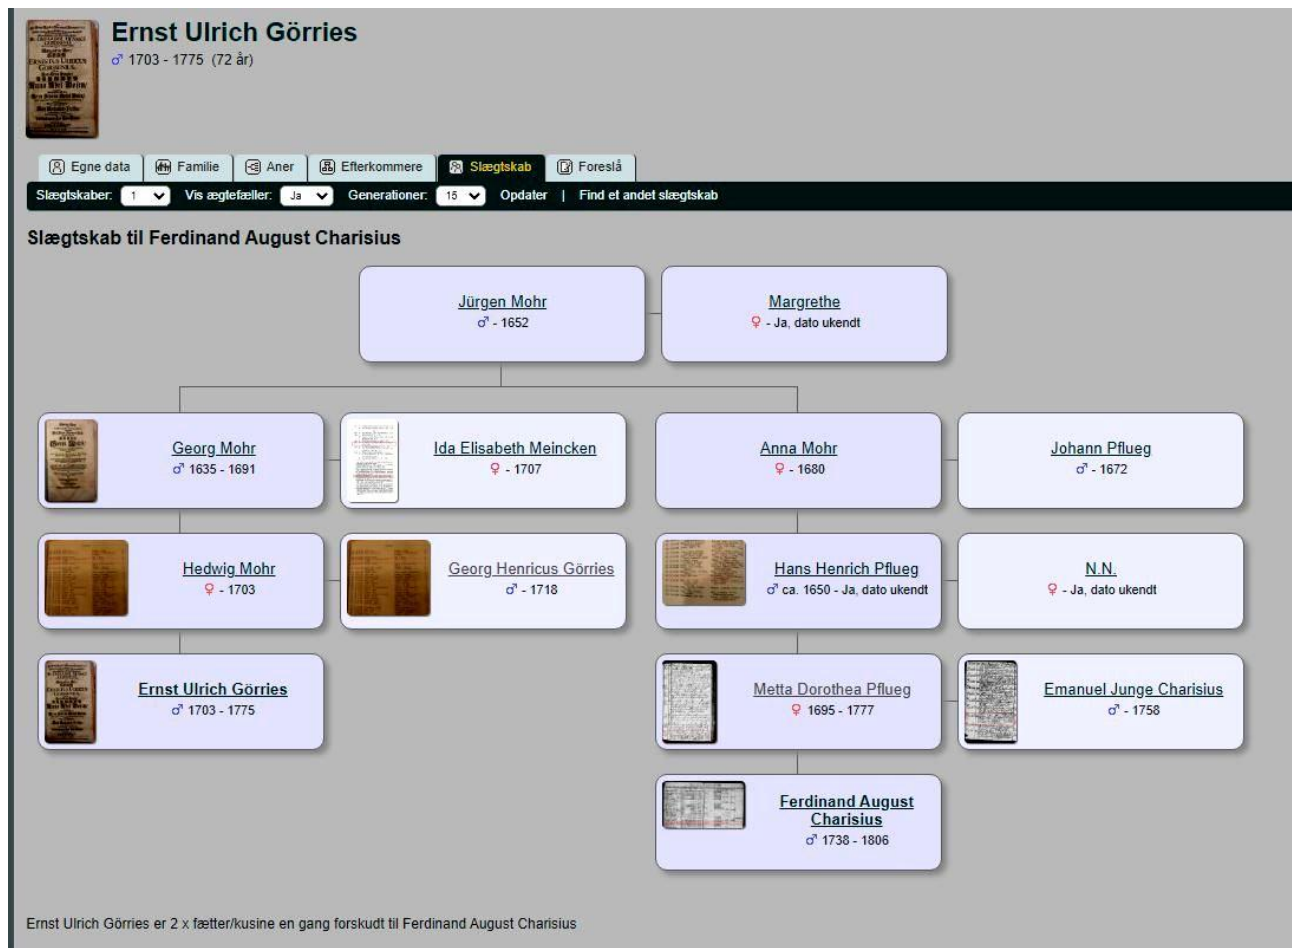 Ernst Ulrich Görries
♂ 1703 - 1775 (72 år)
Egne data Familie Aner Efterkommere Slægtskab Foreslå
Slægtskaber: 1 Vis ægtefæller: Ja Generationer: 15 Opdater | Find et andet slægtskab
Slægtskab til Ferdinand August Charisius
Jürgen Mohr
♂ - 1652
Margrethe
♀ - Ja, dato ukendt
Georg Mohr
♂ 1635 - 1691
Ida Elisabeth Meincken
♀ - 1707
Anna Mohr
♀ - 1680
Johann Pflueg
♂ - 1672
Hedwig Mohr
♀ - 1703
Georg Henricus Görries
♂ - 1718
Hans Henrich Pflueg
♂ ca. 1650 - Ja, dato ukendt
N.N.
♀ - Ja, dato ukendt
Ernst Ulrich Görries
♂ 1703 - 1775
Metta Dorothea Pflueg
♀ 1695 - 1777
Emanuel Junge Charisius
♂ - 1758
Ferdinand August
Charisius
♂ 1738 - 1806
Ernst Ulrich Görries er 2 x fætter/kusine en gang forskudt til Ferdinand August Charisius